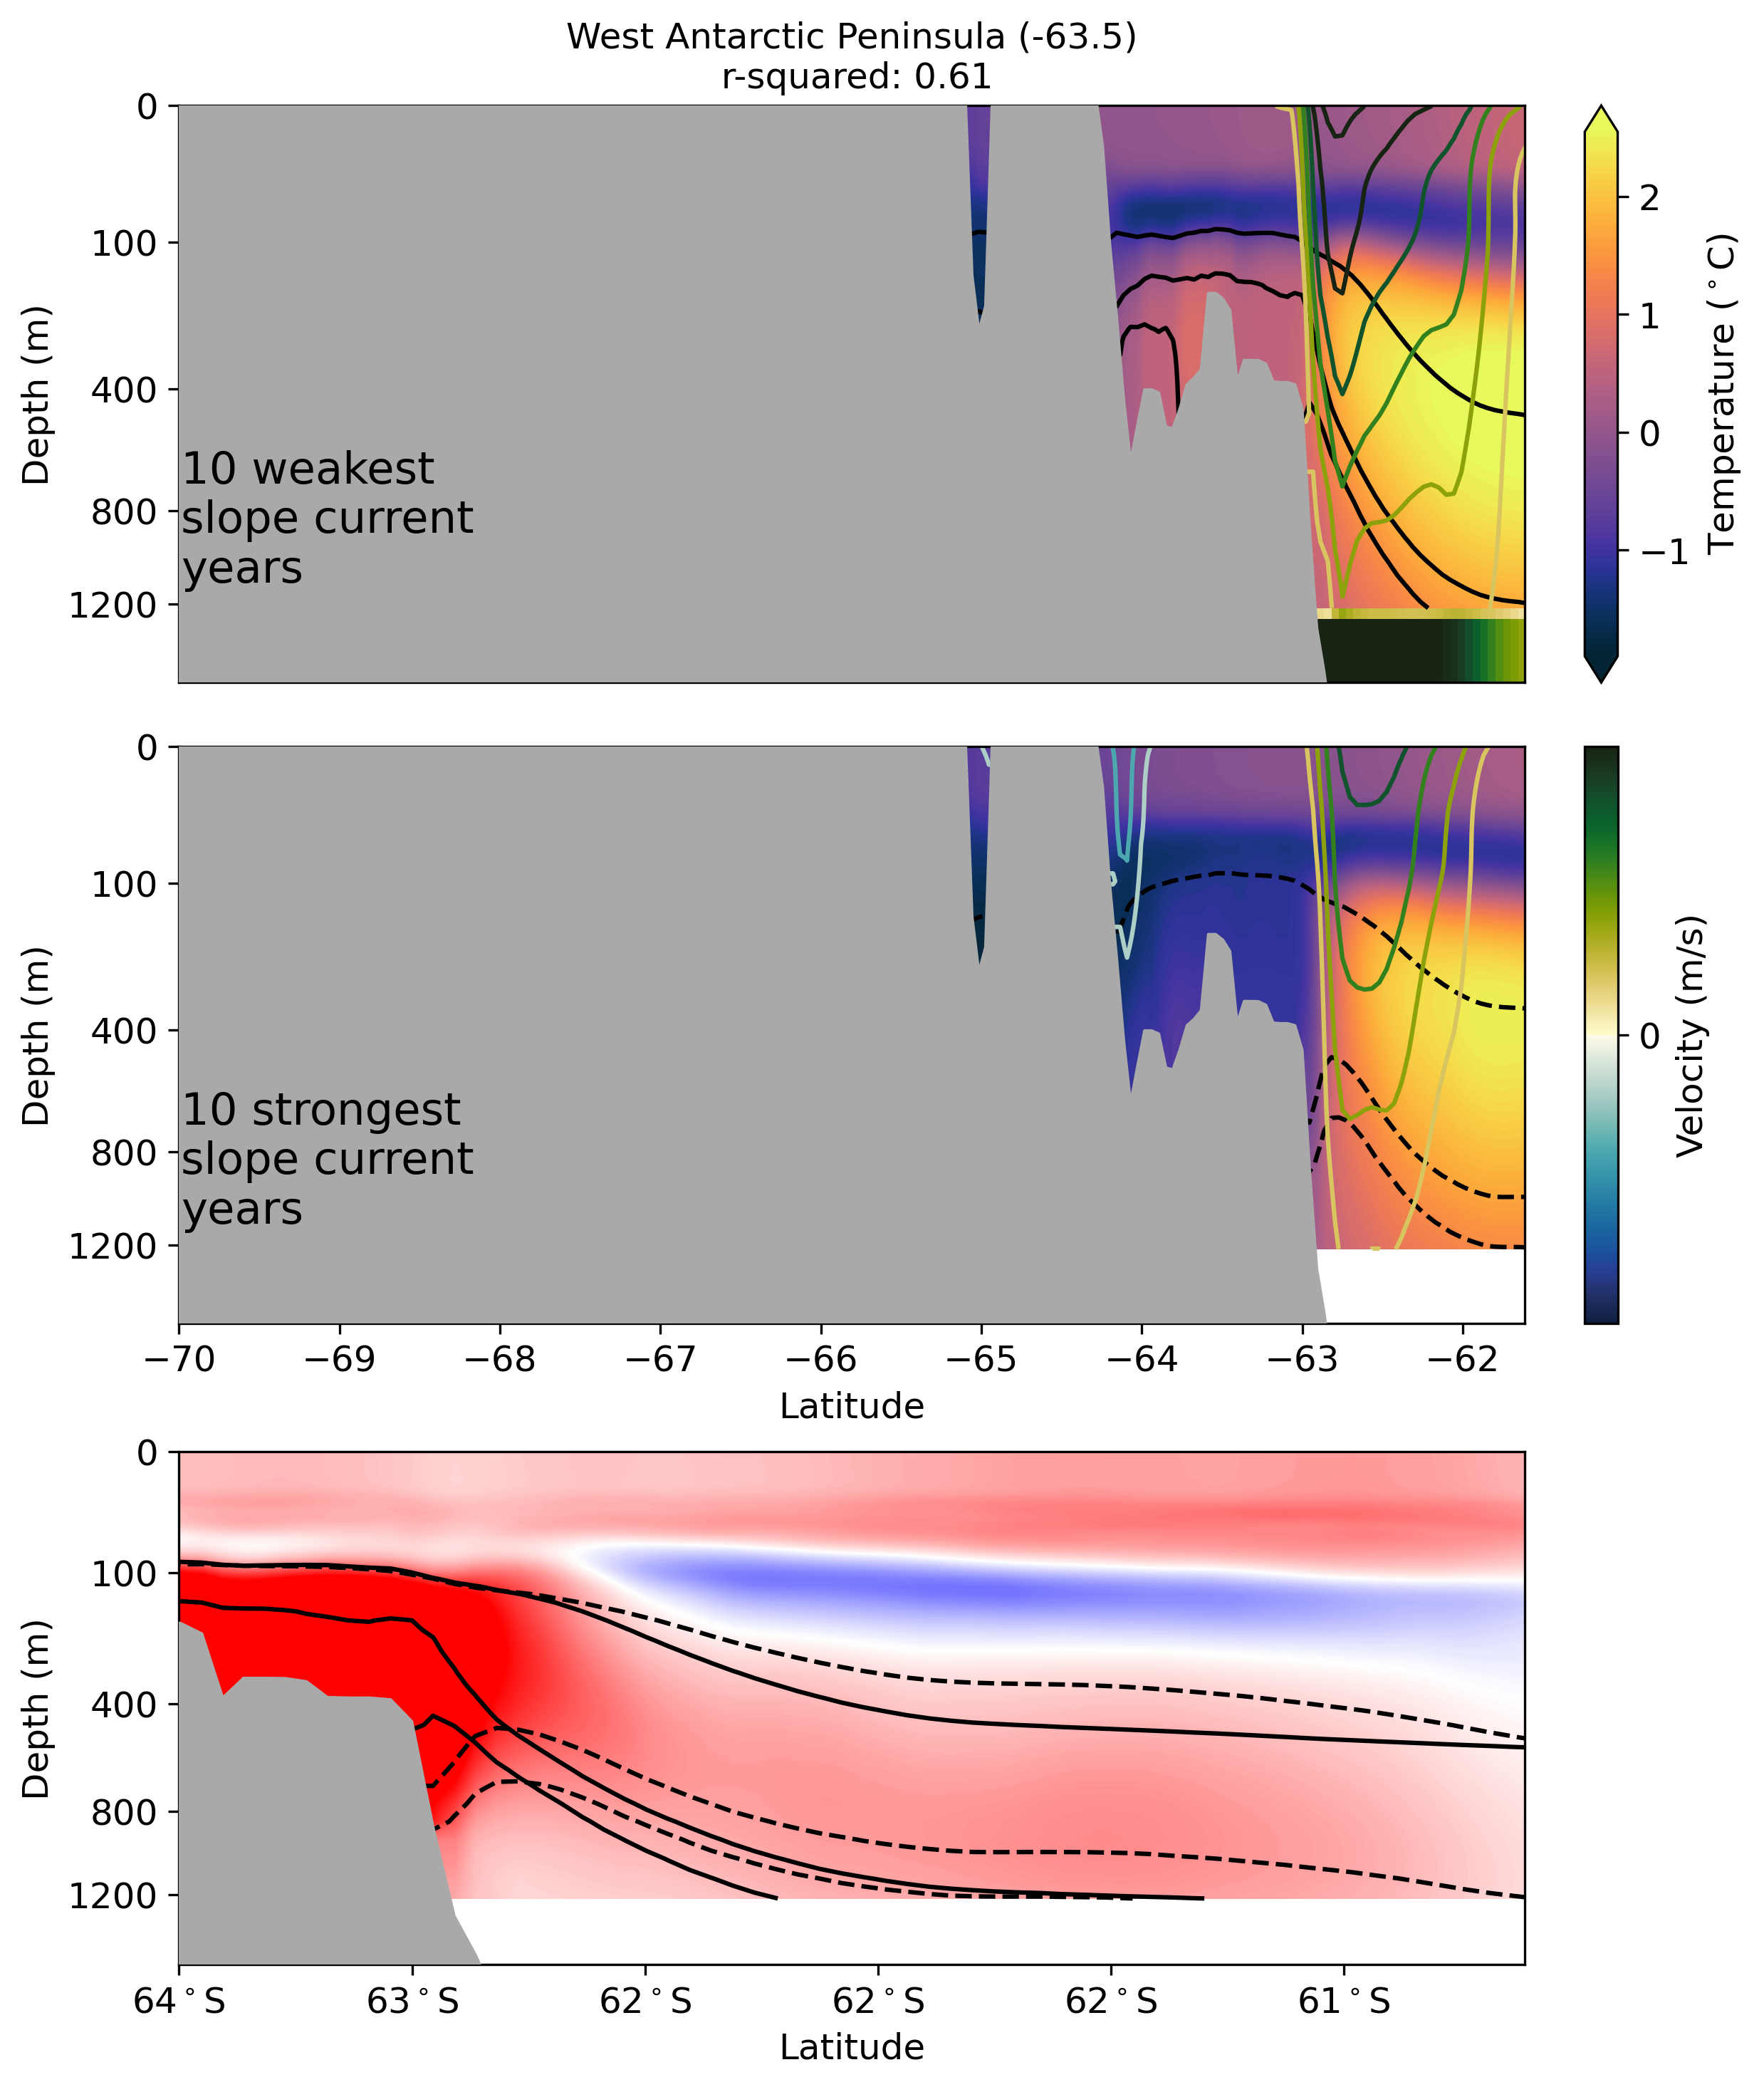 West Antarctic Peninsula (-63.5)
r-squared: 0.61
0
100
400
800
1200
Depth (m)
10 weakest
slope current
years
2
1
0
−1
Temperature (°C)
0
100
400
800
1200
Depth (m)
10 strongest
slope current
years
−70 −69 −68 −67 −66 −65 −64 −63 −62
Latitude
0
Velocity (m/s)
0
100
400
800
1200
Depth (m)
64°S 63°S 62°S 62°S 62°S 61°S
Latitude